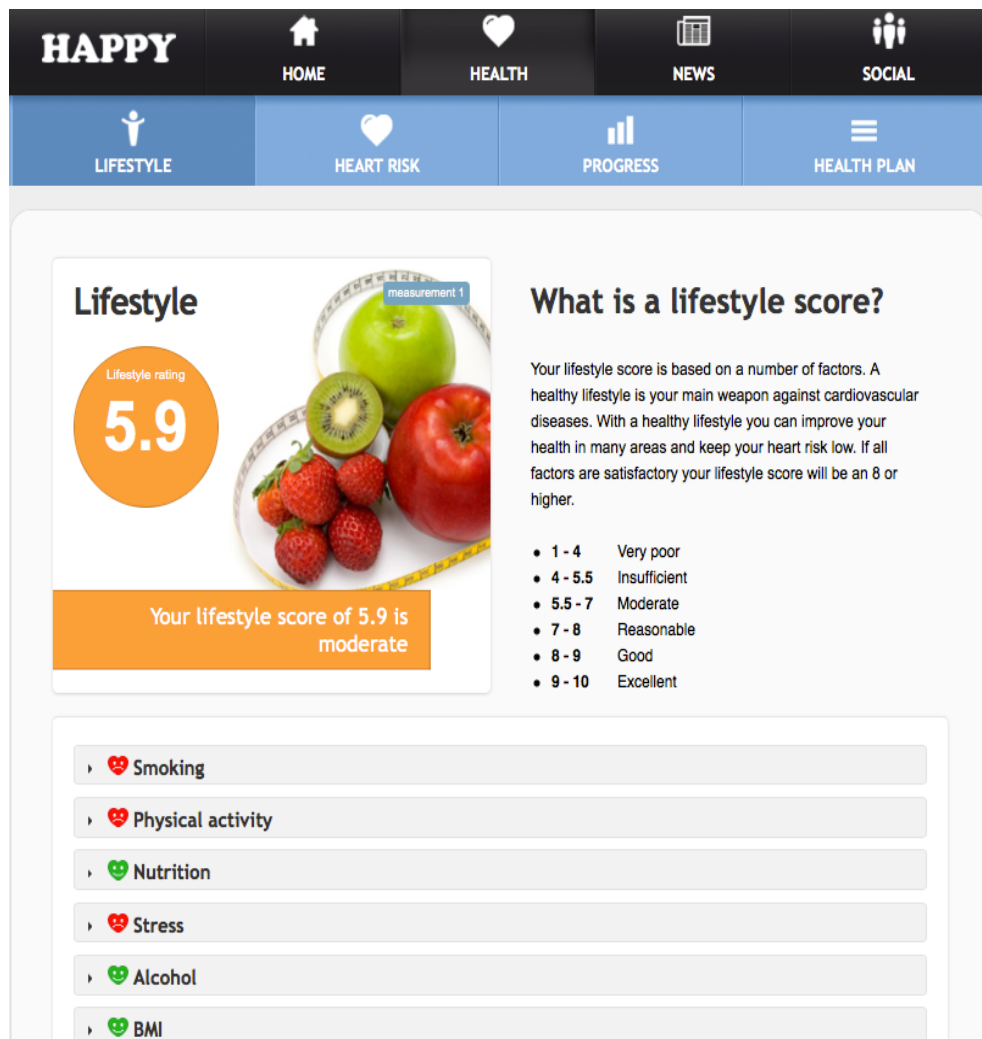 HAPPY
HOME
HEALTH
NEWS
SOCIAL
LIFESTYLE
HEART RISK
PROGRESS
HEALTH PLAN
Lifestyle
measurement 1
Lifestyle rating
5.9
Your lifestyle score of 5.9 is
moderate
What is a lifestyle score?
Your lifestyle score is based on a number of factors. A
healthy lifestyle is your main weapon against cardiovascular
diseases. With a healthy lifestyle you can improve your
health in many areas and keep your heart risk low. If all
factors are satisfactory your lifestyle score will be an 8 or
higher.
• 1 - 4 Very poor
• 4 - 5.5 Insufficient
• 5.5 - 7 Moderate
• 7 - 8 Reasonable
• 8 - 9 Good
• 9 - 10 Excellent
Smoking
Physical activity
Nutrition
Stress
Alcohol
BMI